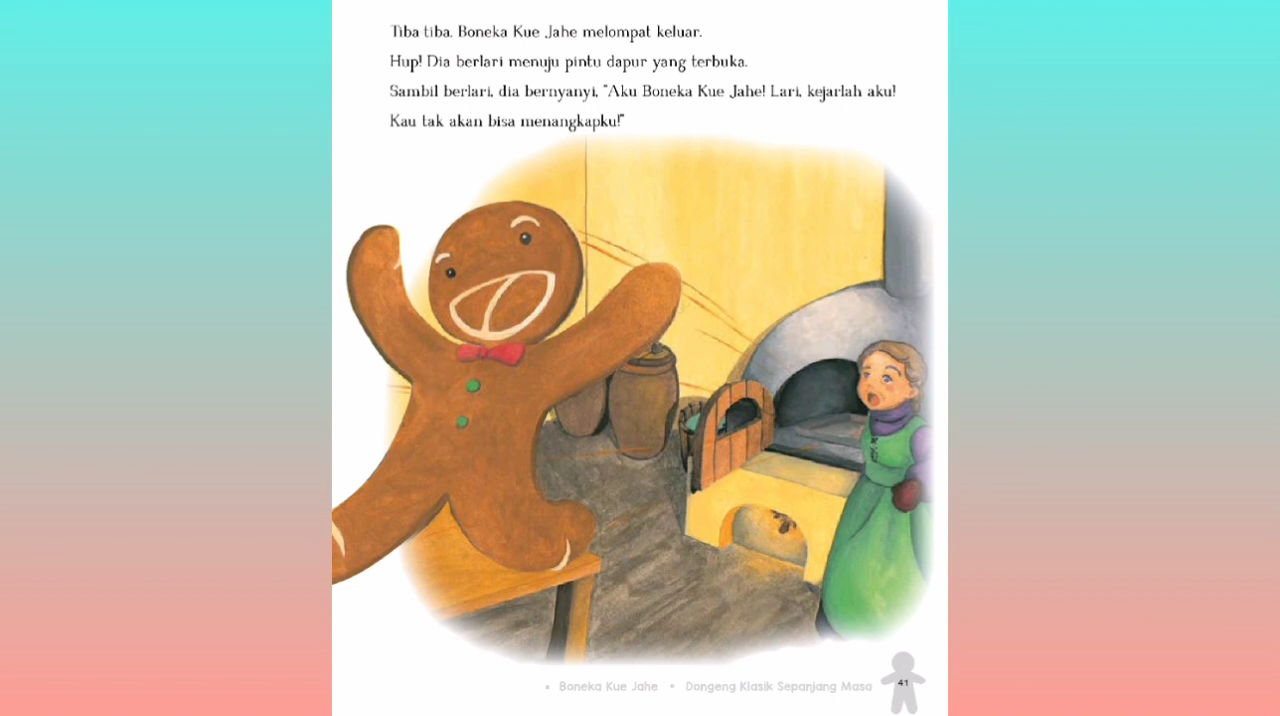 Tiba tiba. Boneka Kue Jahe melompat keluar.
Hup! Dia berlari menuju pintu dapur yang terbuka.
Sambil berlari, dia bernyanyi, "Aku Boneka Kue Jahe! Lari, kejarlah aku!
Kau tak akan bisa menangkapku!"
• Boneka Kue Jahe • Dongeng Klasik Sepanjang Masa
41